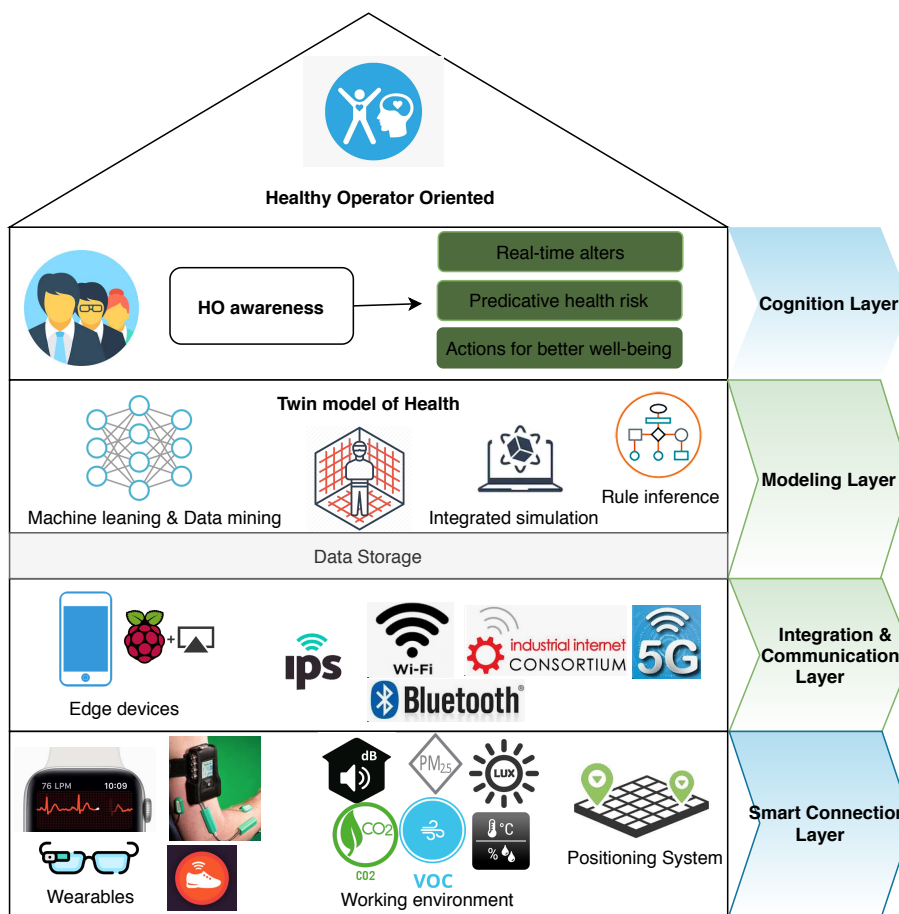 Healthy Operator Oriented
Real-time alters
HO awareness
Predicative health risk
Actions for better well-being
Cognition Layer
Twin model of Health
Machine leaning & Data mining
Integrated simulation
Rule inference
Modeling Layer
Data Storage
+
ips
Wi-Fi
industrial internet
CONSORTIUM
5G
Bluetooth®
Edge devices
Integration &
Communication
Layer
76 LPM 10:09
dB
PM2.5
LUX
CO2
CO2
VOC
°C
%
Wearables
Working environment
Positioning System
Smart Connection
Layer